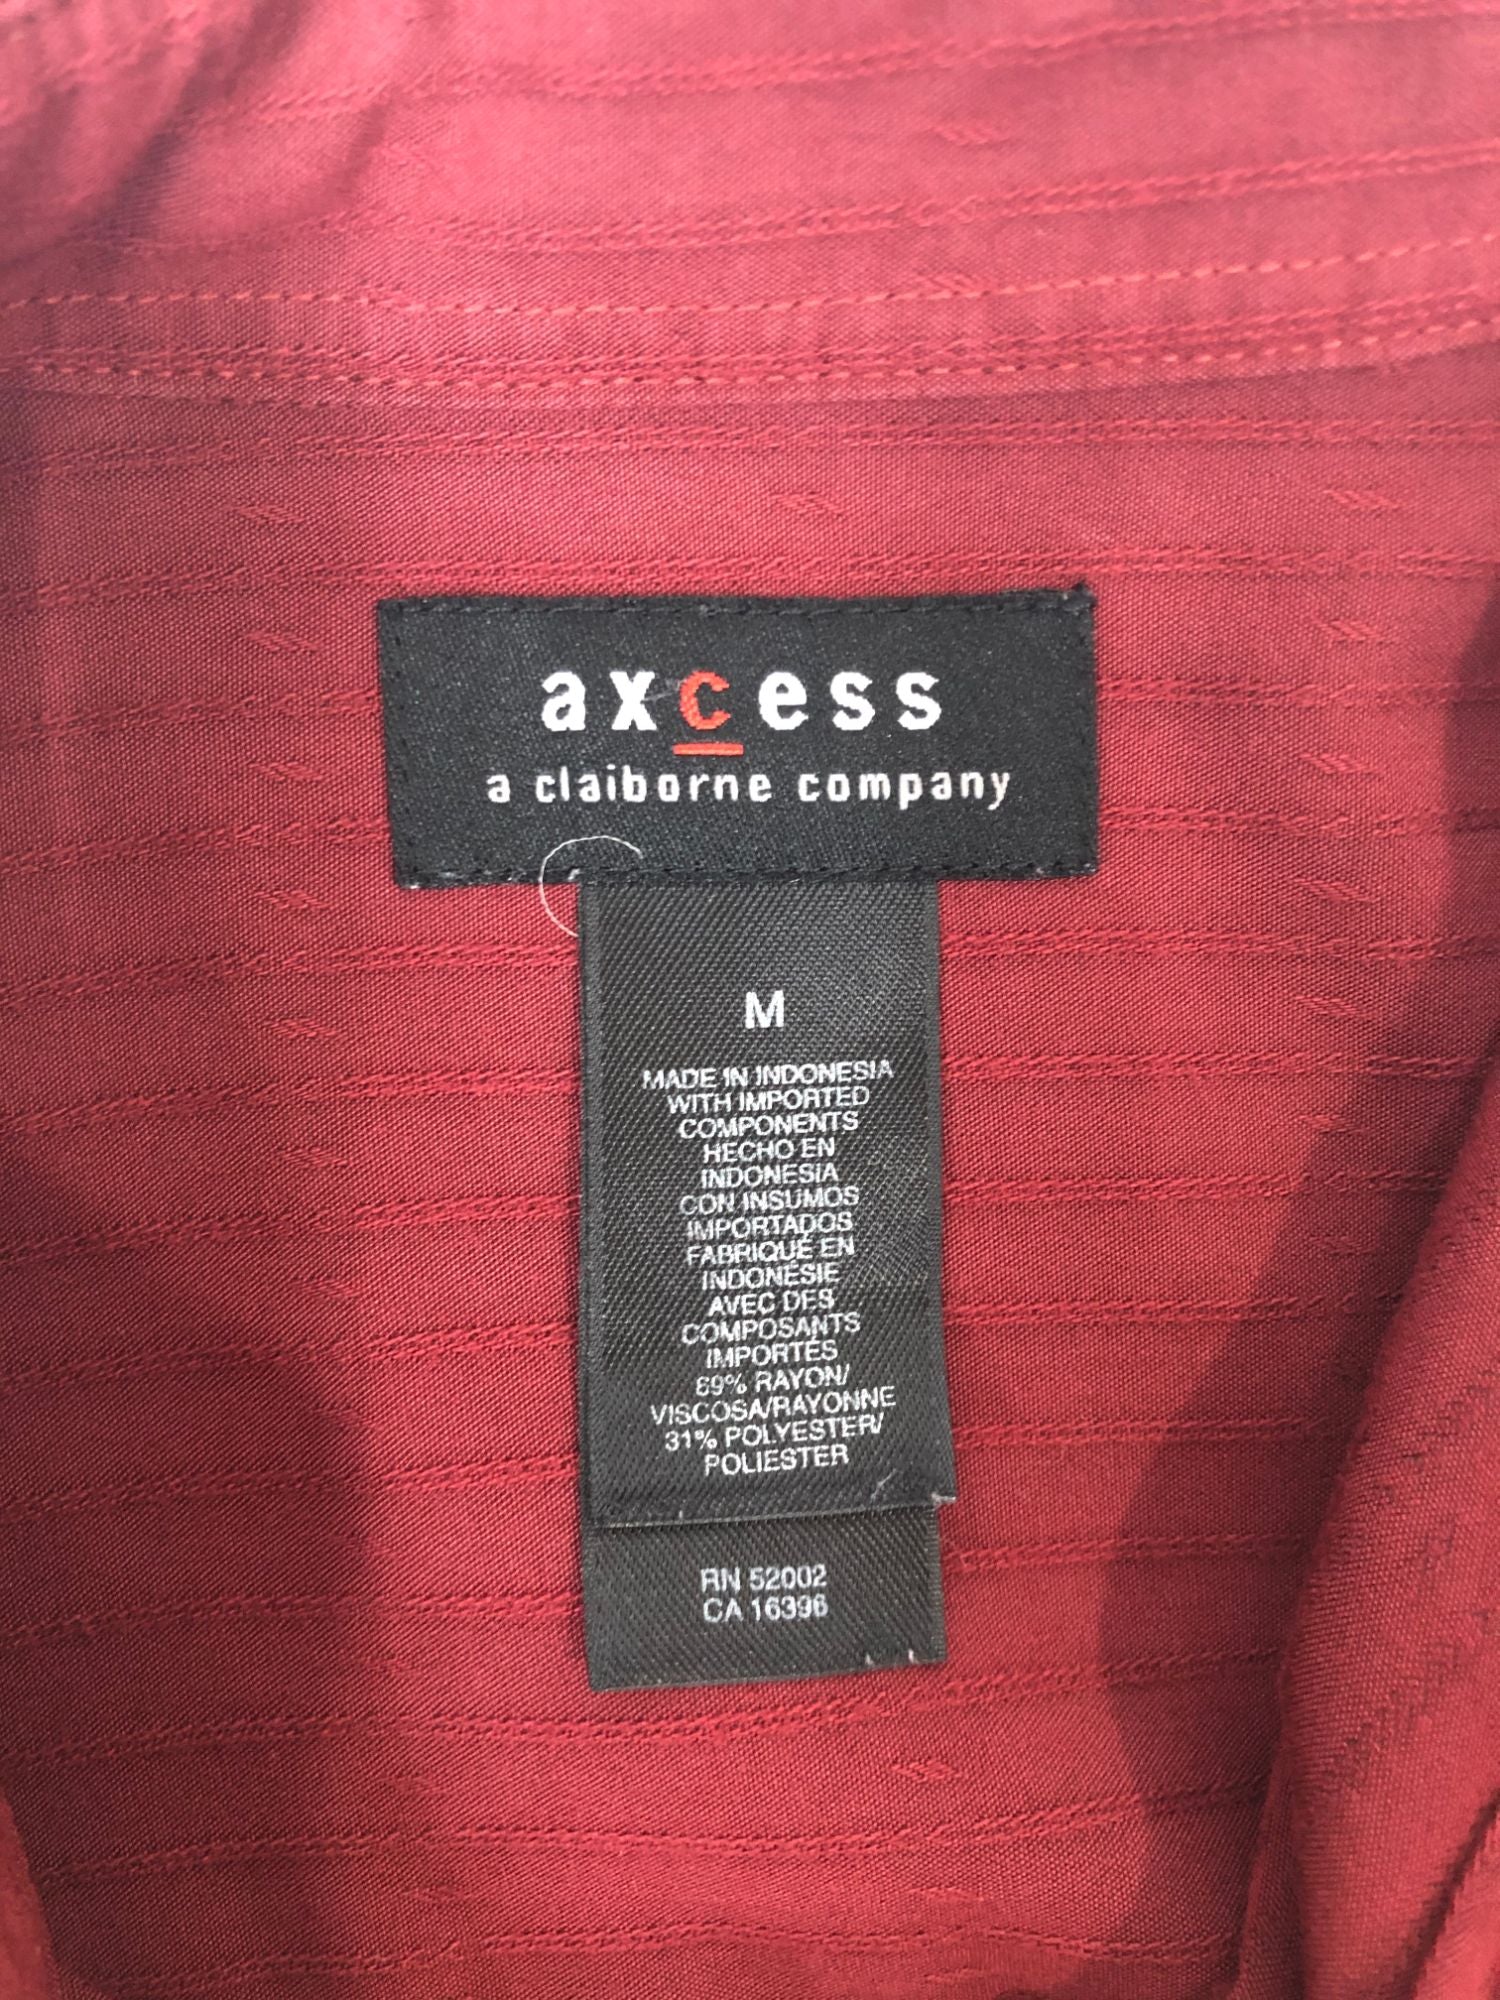 axcess
a claiborne company
M
MADE IN INDONESIA
WITH IMPORTED
COMPONENTS
HECHO EN
INDONESIA
CON INSUMOS
IMPORTADOS
FABRIQUÉ EN
INDONÉSIE
AVEC DES
COMPOSANTS
IMPORTÉS
69% RAYON/
VISCOSA/RAYONNE
31% POLYESTER/
POLIESTER
RN 52002
CA 16396